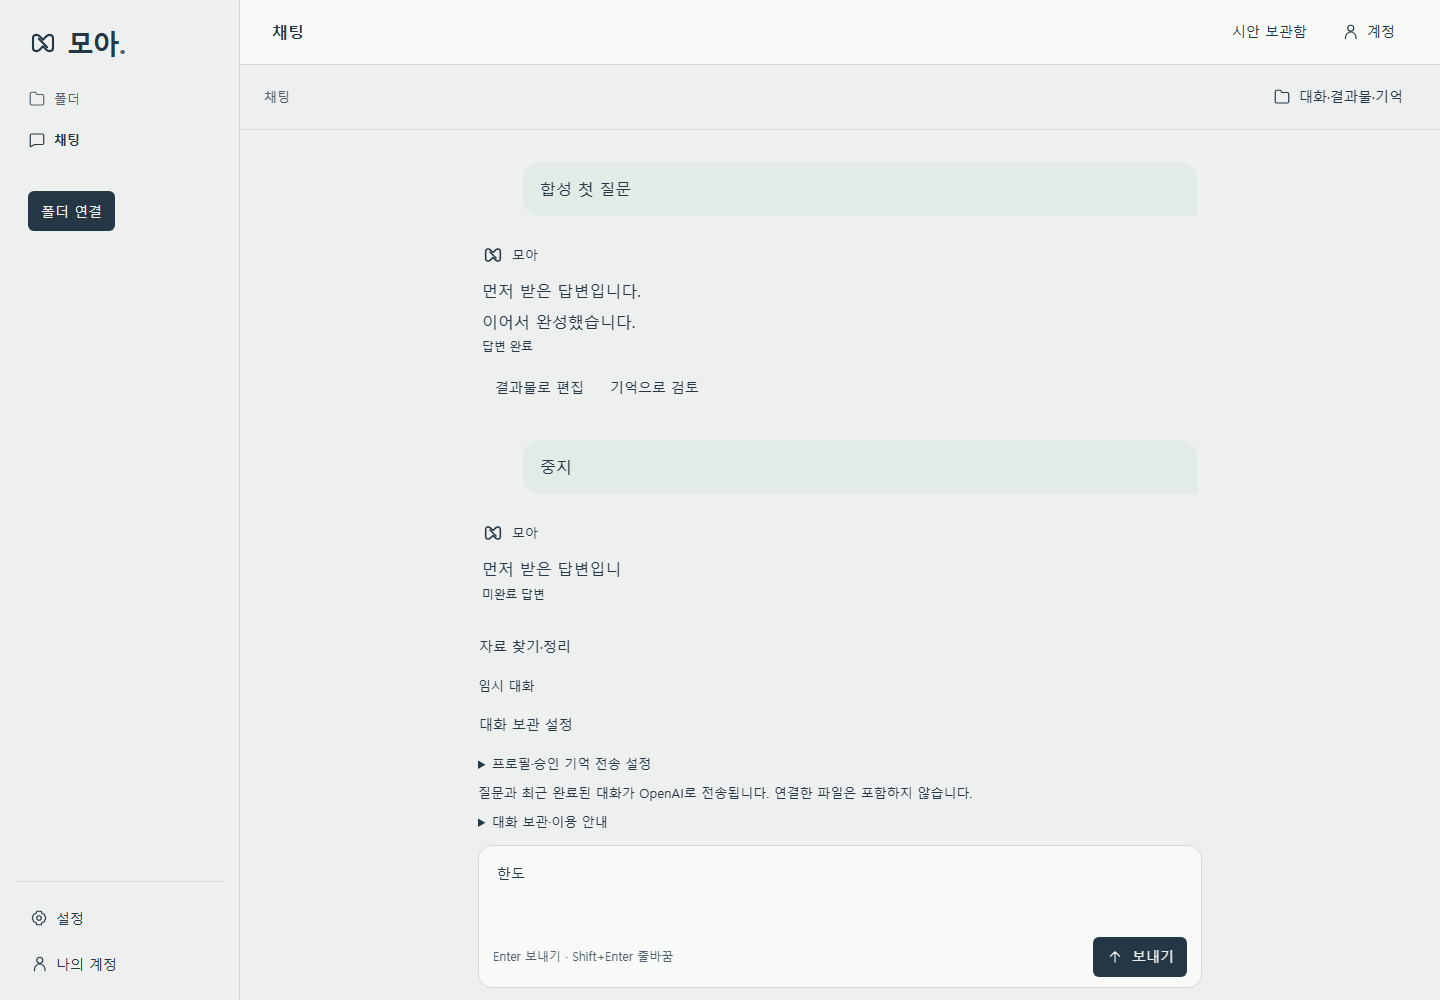 모아.
폴더
채팅
폴더 연결
설정
나의 계정
채팅
시안 보관함
계정
채팅
대화·결과물·기억
합성 첫 질문
모아
먼저 받은 답변입니다.
이어서 완성했습니다.
답변 완료
결과물로 편집 기억으로 검토
중지
모아
먼저 받은 답변입니
미완료 답변
자료 찾기·정리
임시 대화
대화 보관 설정
프로필·승인 기억 전송 설정
질문과 최근 완료된 대화가 OpenAI로 전송됩니다. 연결한 파일은 포함하지 않습니다.
대화 보관·이용 안내
한도
Enter 보내기 · Shift+Enter 줄바꿈
보내기